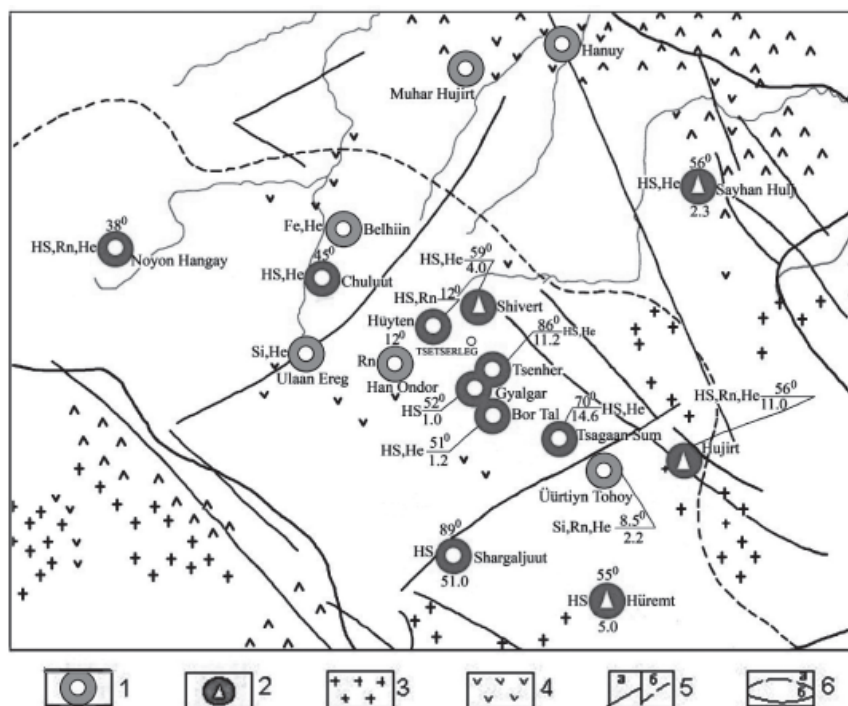 Hanuy
Muhar Hujirt
56⁰
HS,He
Sayhan Hulj
2.3
38⁰
HS,Rn,He
Noyon Hangay
Fe,He
Belhiin
45⁰
HS,He
Chuluut
HS,He 59⁰
4.0
HS,Rn 12⁰
Shivert
Hüyten
TSETSERLEG
86⁰ HS,He
11.2
Si,He
Ulaan Ereg
12⁰
Rn
Han Ondor
Tsenher
Gyalgar
HS 52⁰
1.0
Bor Tal
HS,He 51⁰
1.2
70⁰ HS,He
14.6
Tsagaan Sum
HS,Rn,He 56⁰
11.0
Hujirt
Üürtiyn Tohoy
Si,Rn,He 8.5⁰
2.2
89⁰
HS
Shargaljuut
51.0
55⁰
HS
Hüremt
5.0
1
2
3
4
а б 5
а б 6